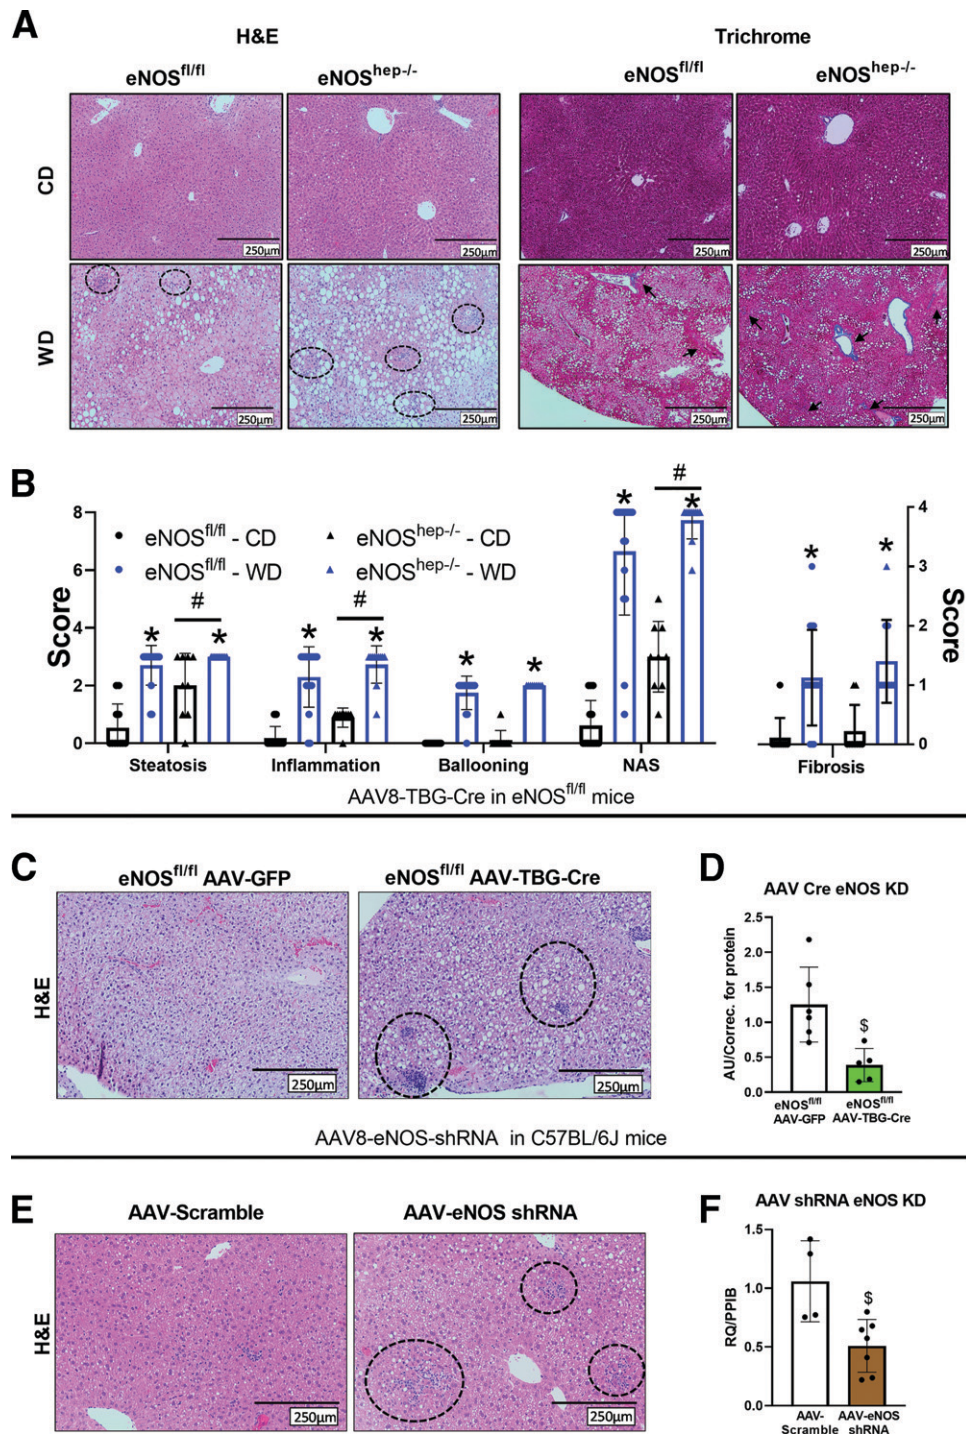 A
H&E
Trichrome
eNOSfl/fl
eNOShep-/-
eNOSfl/fl
eNOShep-/-
CD
250µm
250µm
250µm
250µm
WD
250µm
250µm
250µm
250µm
B
Score
8
6
4
2
0
eNOSfl/fl - CD
eNOSfl/fl - WD
eNOShep-/- - CD
eNOShep-/- - WD
* # *
* # *
* *
* # *
* *
4
3
2
1
0
Score
Steatosis
Inflammation
Ballooning
NAS
Fibrosis
AAV8-TBG-Cre in eNOSfl/fl mice
C
eNOSfl/fl AAV-GFP
eNOSfl/fl AAV-TBG-Cre
H&E
250µm
250µm
D
AAV Cre eNOS KD
AU/Correc. for protein
2.5
2.0
1.5
1.0
0.5
0.0
$
eNOSfl/fl
AAV-GFP
eNOSfl/fl
AAV-TBG-Cre
AAV8-eNOS-shRNA in C57BL/6J mice
E
AAV-Scramble
AAV-eNOS shRNA
H&E
250µm
250µm
F
AAV shRNA eNOS KD
RQ/PPIB
1.5
1.0
0.5
0.0
$
AAV-
Scramble
AAV-eNOS
shRNA